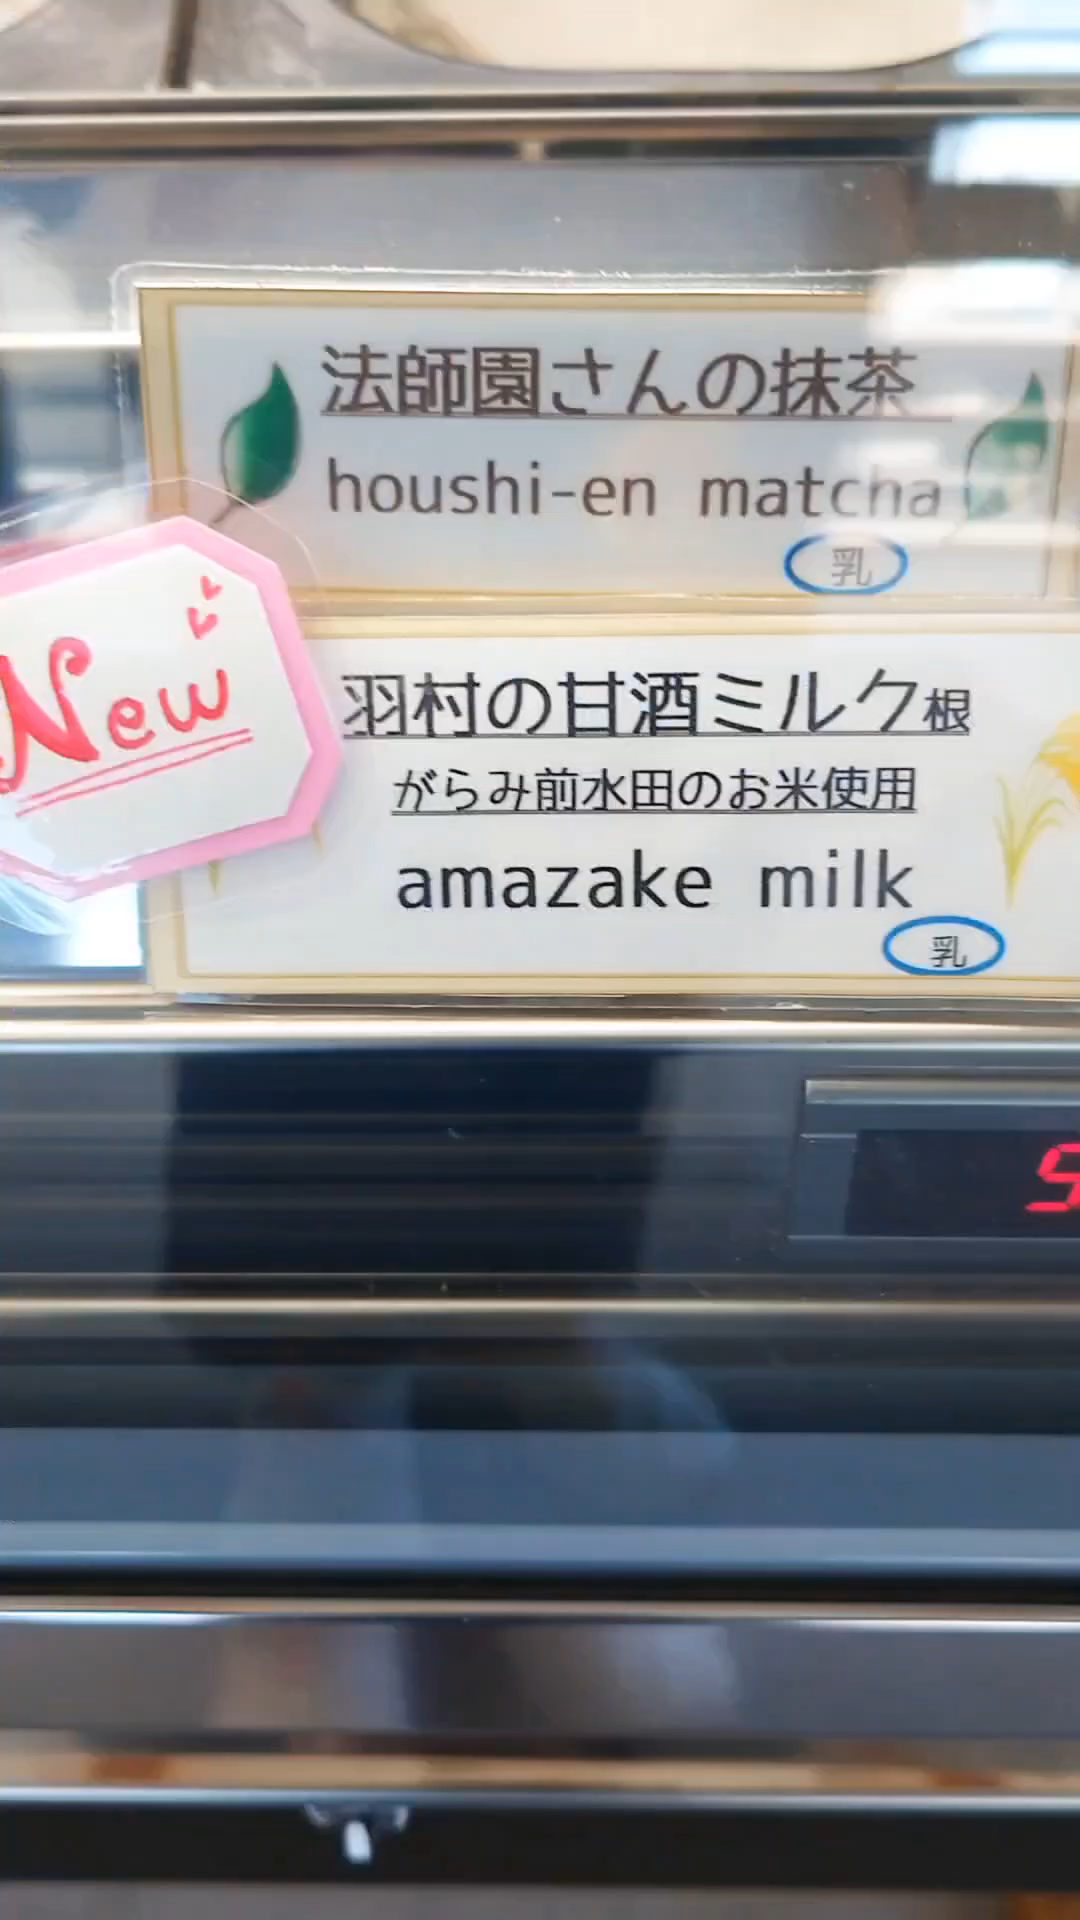 法師園さんの抹茶
houshi-en matcha
乳
New
羽村の甘酒ミルク根
がらみ前水田のお米使用
amazake milk
乳